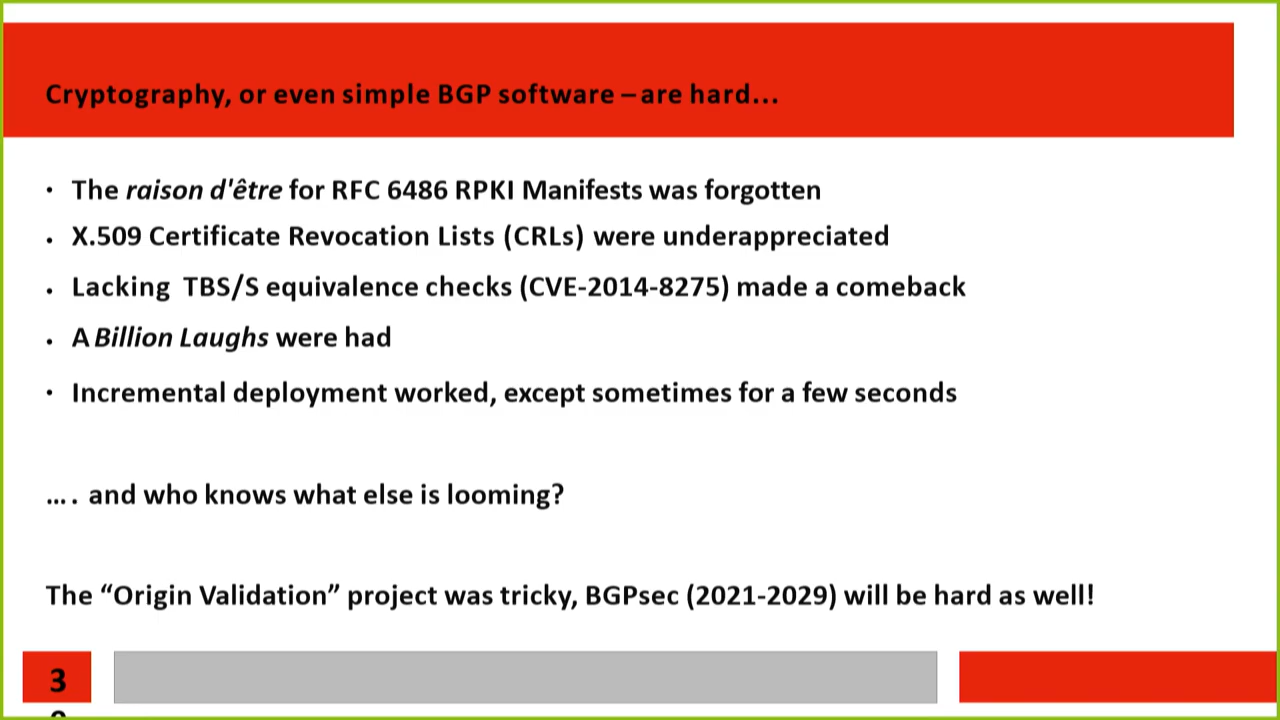 Cryptography, or even simple BGP software – are hard...
• The raison d'être for RFC 6486 RPKI Manifests was forgotten
• X.509 Certificate Revocation Lists (CRLs) were underappreciated
• Lacking TBS/S equivalence checks (CVE-2014-8275) made a comeback
• A Billion Laughs were had
• Incremental deployment worked, except sometimes for a few seconds
…. and who knows what else is looming?
The “Origin Validation” project was tricky, BGPsec (2021-2029) will be hard as well!
3